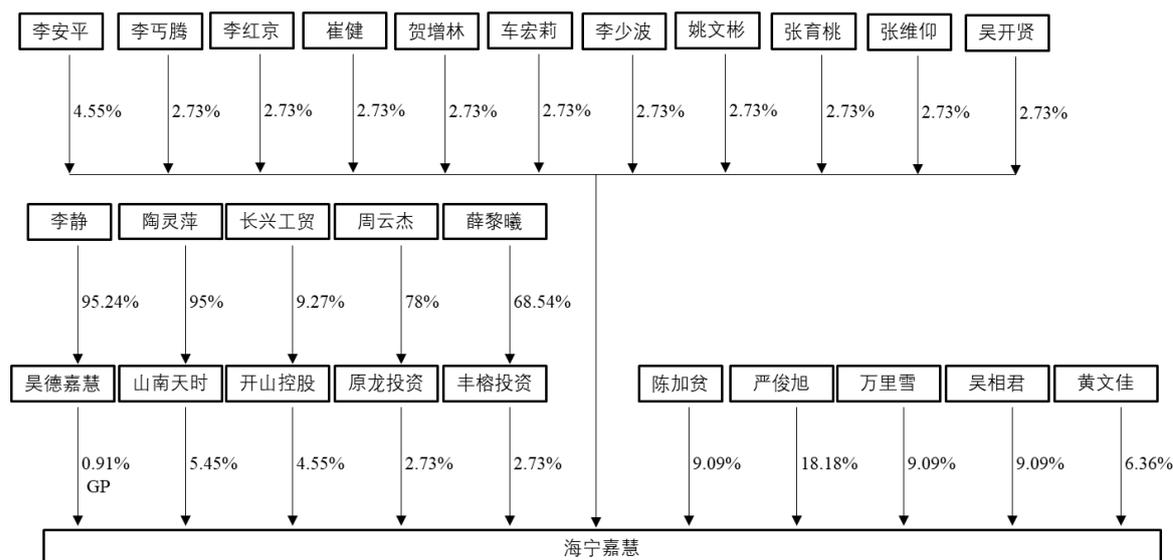 李安平 李丐腾 李红京 崔健 贺增林 车宏莉 李少波 姚文彬 张育桃 张维仰 吴开贤
4.55% 2.73% 2.73% 2.73% 2.73% 2.73% 2.73% 2.73% 2.73% 2.73% 2.73%
李静 陶灵萍 长兴工贸 周云杰 薛黎曦
95.24% 95% 9.27% 78% 68.54%
昊德嘉慧 山南天时 开山控股 原龙投资 丰榕投资 陈加贫 严俊旭 万里雪 吴相君 黄文佳
0.91% 5.45% 4.55% 2.73% 2.73% 9.09% 18.18% 9.09% 9.09% 6.36%
GP
海宁嘉慧